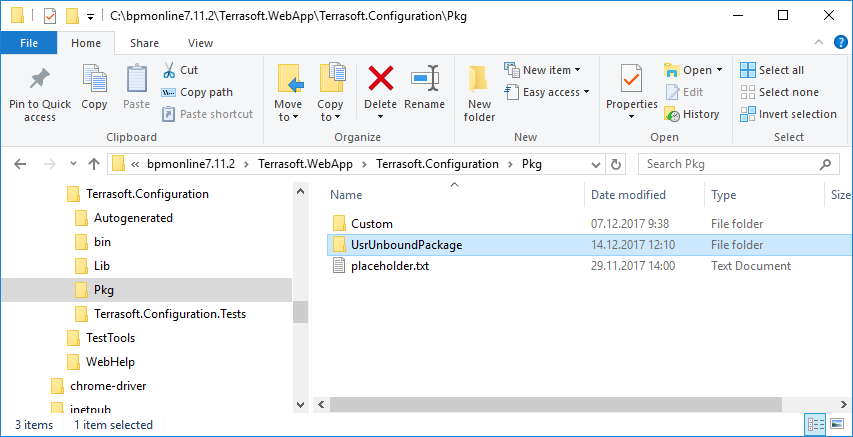 C:\bpmonline7.11.2\Terrasoft.WebApp\Terrasoft.Configuration\Pkg
File Home Share View
Pin to Quick access
Copy
Paste
Cut
Copy path
Paste shortcut
Clipboard
Move to
Copy to
Delete
Rename
Organize
New folder
New item
Easy access
New
Properties
Open
Edit
History
Open
Select all
Select none
Invert selection
Select
« bpmonline7.11.2 > Terrasoft.WebApp > Terrasoft.Configuration > Pkg
Search Pkg
Terrasoft.Configuration
Autogenerated
bin
Lib
Pkg
Terrasoft.Configuration.Tests
TestTools
WebHelp
chrome-driver
inetpub
Name Date modified Type Size
Custom 07.12.2017 9:38 File folder
UsrUnboundPackage 14.12.2017 12:10 File folder
placeholder.txt 29.11.2017 14:00 Text Document
3 items 1 item selected